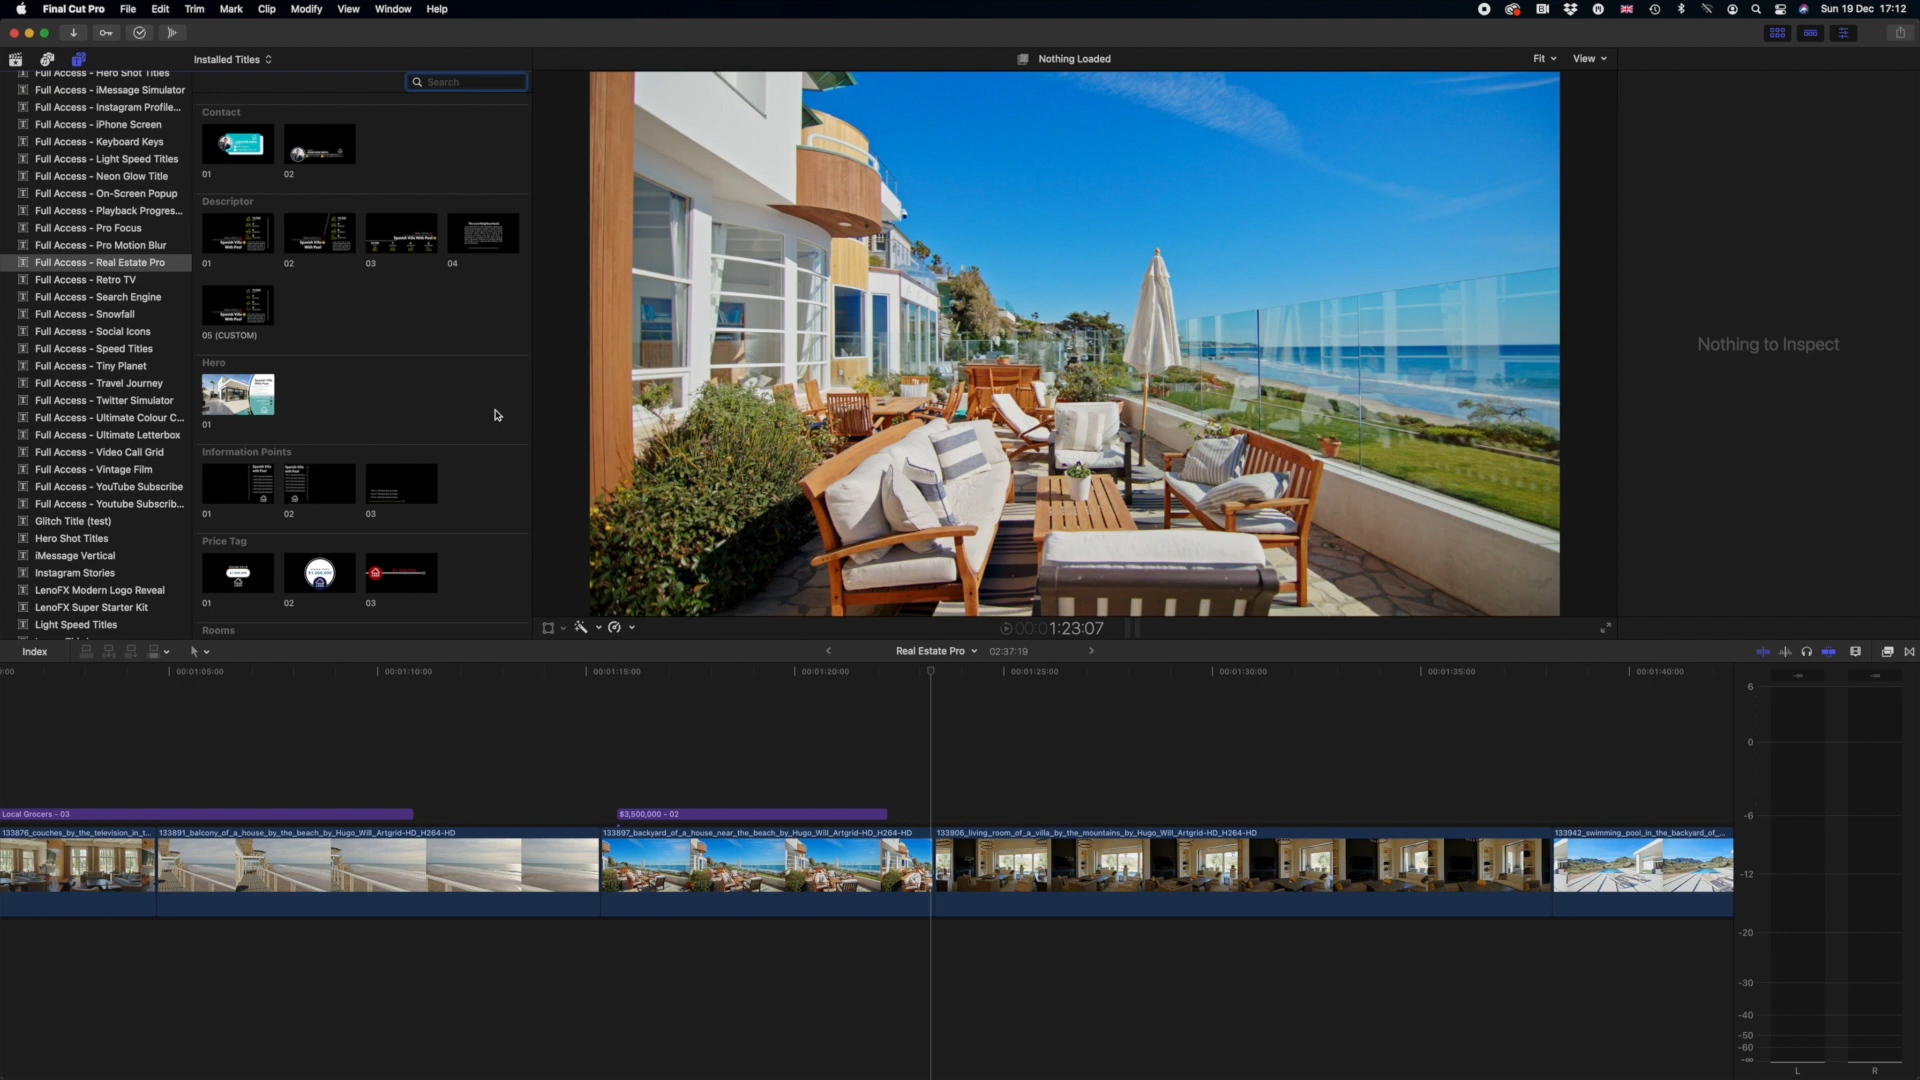 Final Cut Pro File Edit Trim Mark Clip Modify View Window Help
Sun 19 Dec 17:12
Installed Titles
Nothing Loaded
Fit
View
Search
Full Access - Hero Shot Titles
Full Access - iMessage Simulator
Full Access - Instagram Profile...
Full Access - iPhone Screen
Full Access - Keyboard Keys
Full Access - Light Speed Titles
Full Access - Neon Glow Title
Full Access - On-Screen Popup
Full Access - Playback Progres...
Full Access - Pro Focus
Full Access - Pro Motion Blur
Full Access - Real Estate Pro
Full Access - Retro TV
Full Access - Search Engine
Full Access - Snowfall
Full Access - Social Icons
Full Access - Speed Titles
Full Access - Tiny Planet
Full Access - Travel Journey
Full Access - Twitter Simulator
Full Access - Ultimate Colour C...
Full Access - Ultimate Letterbox
Full Access - Video Call Grid
Full Access - Vintage Film
Full Access - YouTube Subscribe
Full Access - Youtube Subscrib...
Glitch Title (test)
Hero Shot Titles
iMessage Vertical
Instagram Stories
LenoFX Modern Logo Reveal
LenoFX Super Starter Kit
Light Speed Titles
Contact
01 02
Descriptor
01 02 03 04
05 (CUSTOM)
Hero
01
Information Points
01 02 03
Price Tag
01 02 03
Rooms
Nothing to Inspect
00:01:23:07
Index
Real Estate Pro
02:37:19
00:01:05:00
00:01:10:00
00:01:15:00
00:01:20:00
00:01:25:00
00:01:30:00
00:01:35:00
00:01:40:00
Local Grocers - 03
$3,500,000 - 02
133876_couches_by_the_television_in_t...
133891_balcony_of_a_house_by_the_beach_by_Hugo_Will_Artgrid-HD_H264-HD
133897_backyard_of_a_house_near_the_beach_by_Hugo_Will_Artgrid-HD_H264-HD
133906_living_room_of_a_villa_by_the_mountains_by_Hugo_Will_Artgrid-HD_H264-HD
133942_swimming_pool_in_the_backyard_of_...
6
0
-6
-12
-20
-30
-40
-50
-60
-∞
L
R